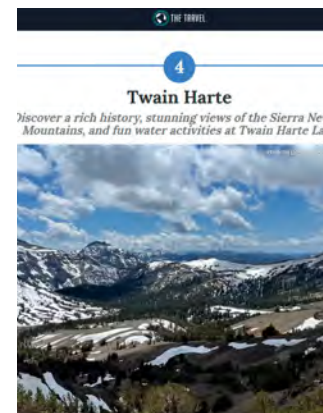 THE TRAVEL
4
Twain Harte
Discover a rich history, stunning views of the Sierra Ne
Mountains, and fun water activities at Twain Harte La